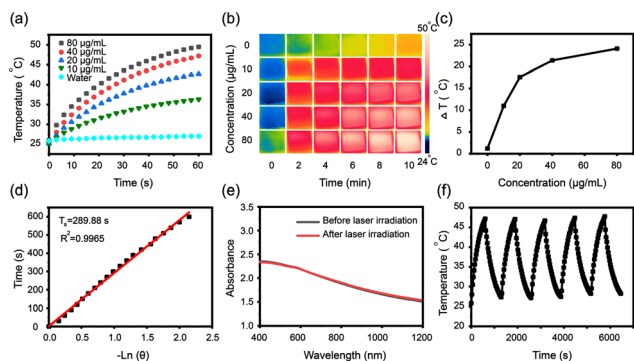 (a)
80 μg/mL
40 μg/mL
20 μg/mL
10 μg/mL
Water
Temperature (°C)
50
45
40
35
30
25
20
0 10 20 30 40 50 60
Time (s)
(b)
Concentration (μg/mL)
0
10
20
40
80
0 2 4 6 8 10
Time (min)
50°C
24°C
(c)
Δ T (°C)
25
20
15
10
5
0
0 20 40 60 80
Concentration (μg/mL)
(d)
Ts=289.88 s
R2=0.9965
Time (s)
600
500
400
300
200
100
0
0.0 0.5 1.0 1.5 2.0 2.5
-Ln (θ)
(e)
Before laser irradiation
After laser irradiation
Absorbance
3.5
3.0
2.5
2.0
1.5
1.0
400 600 800 1000 1200
Wavelength (nm)
(f)
Temperature (°C)
50
45
40
35
30
25
20
0 2000 4000 6000
Time (s)